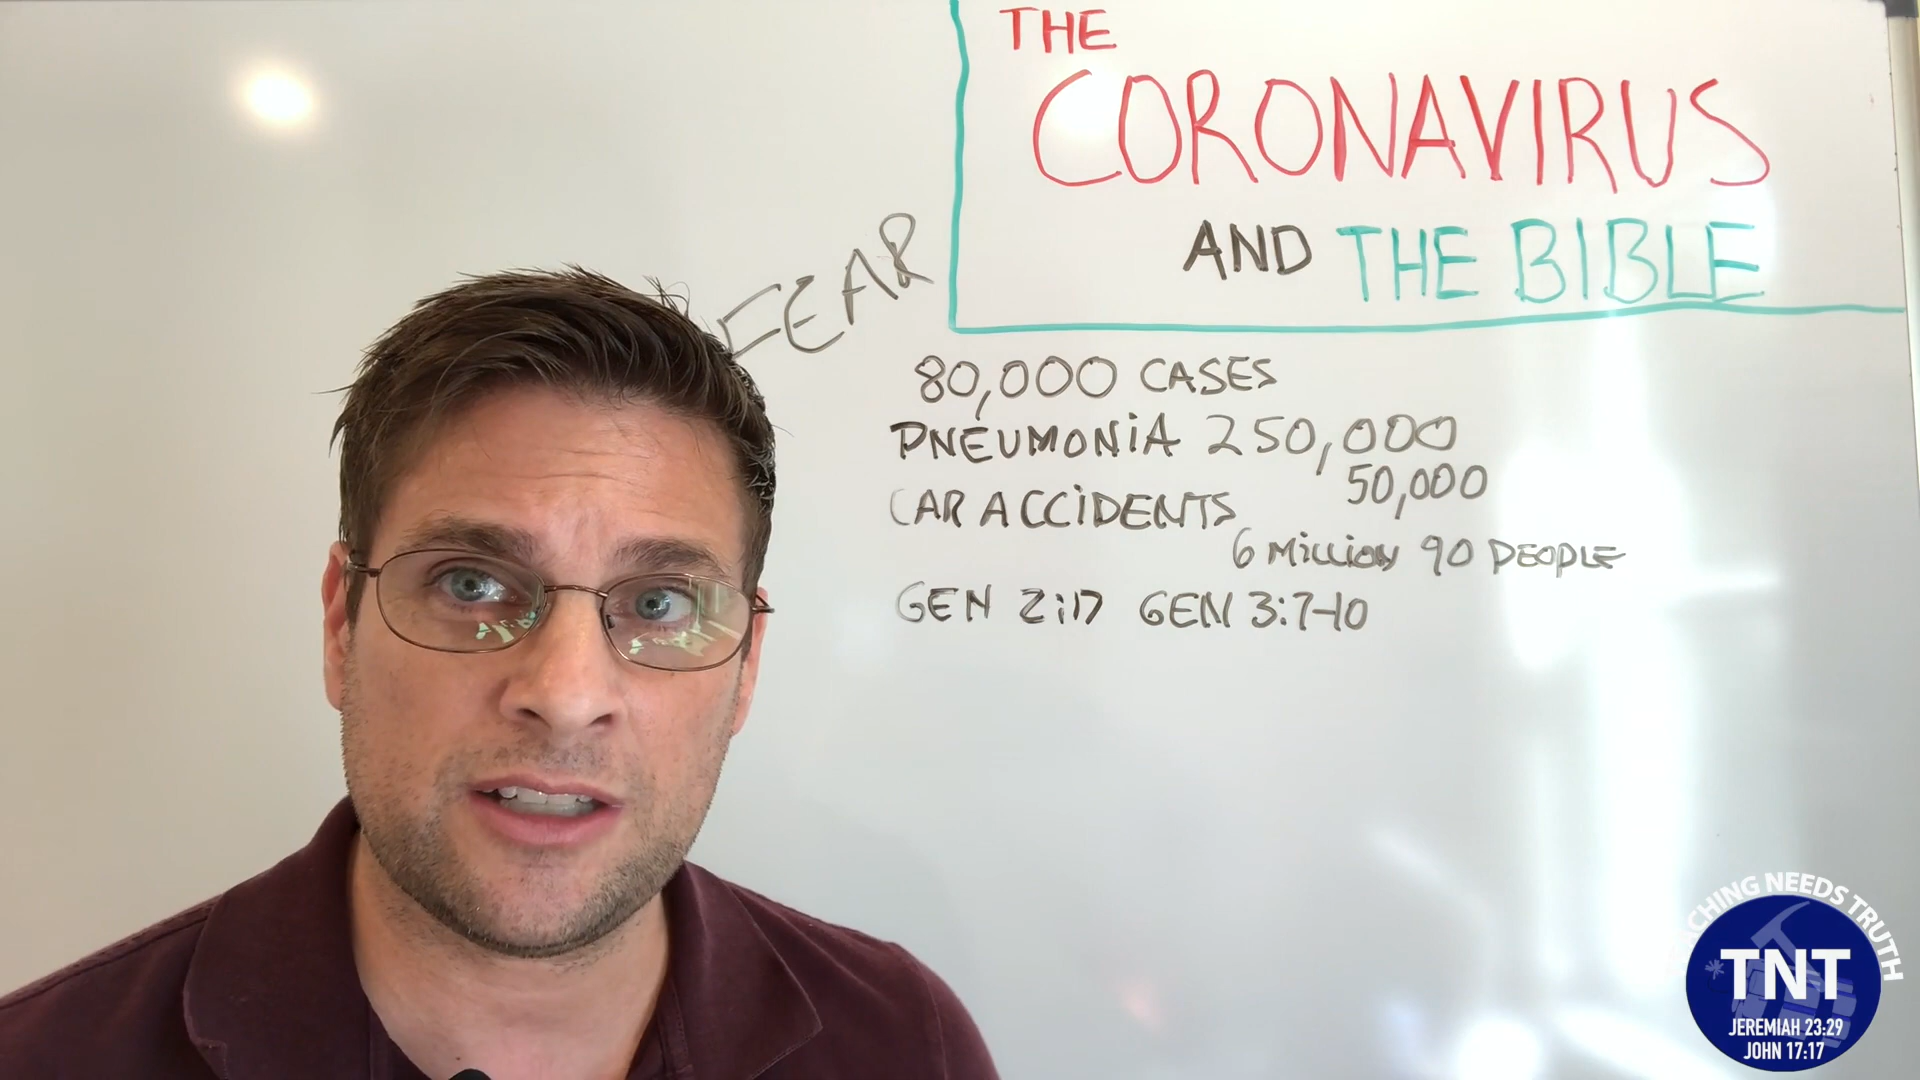 THE
CORONAVIRUS
AND THE BIBLE
FEAR
80,000 CASES
PNEUMONiA 250,000
50,000
CAR ACCiDENTS
6 MilliON 90 PEOPLE
GEN 2:17 GEN 3:7-10
NEEDS TRUTH
TNT
JEREMIAH 23:29
JOHN 17:17